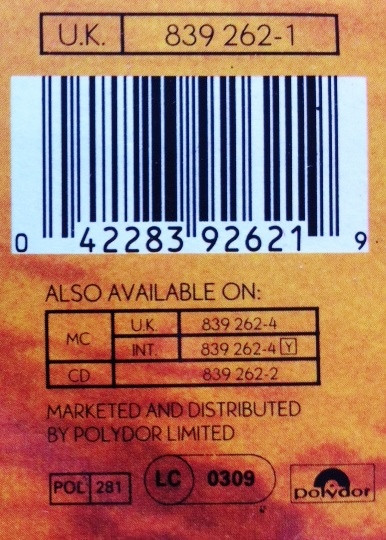 U.K. 839 262-1
0 42283 92621 9
ALSO AVAILABLE ON:
MC U.K. 839 262-4
INT. 839 262-4 Y
CD 839 262-2
MARKETED AND DISTRIBUTED
BY POLYDOR LIMITED
POL 281 LC 0309 polydor